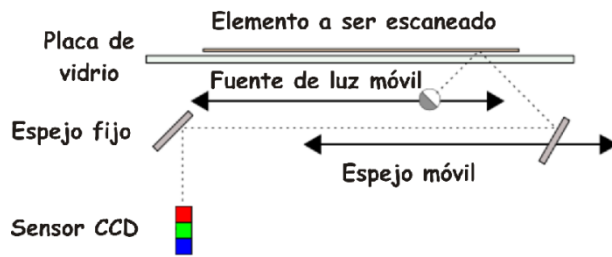 Elemento a ser escaneado
Placa de
vidrio
Fuente de luz móvil
Espejo fijo
Espejo móvil
Sensor CCD